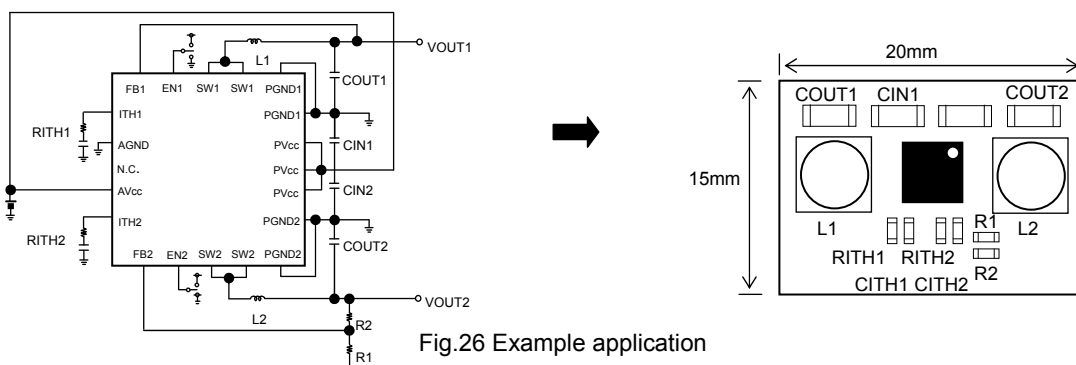 VOUT1
L1
COUT1
FB1 EN1 SW1 SW1 PGND1
ITH1
PGND1
RITH1
AGND
PVcc
CIN1
N.C.
PVcc
AVcc
PVcc
CIN2
ITH2
PGND2
RITH2
COUT2
FB2 EN2 SW2 SW2 PGND2
VOUT2
L2
R2
R1
20mm
COUT1 CIN1 COUT2
15mm
L1 R1 L2
RITH1 RITH2 R2
CITH1 CITH2
Fig.26 Example application